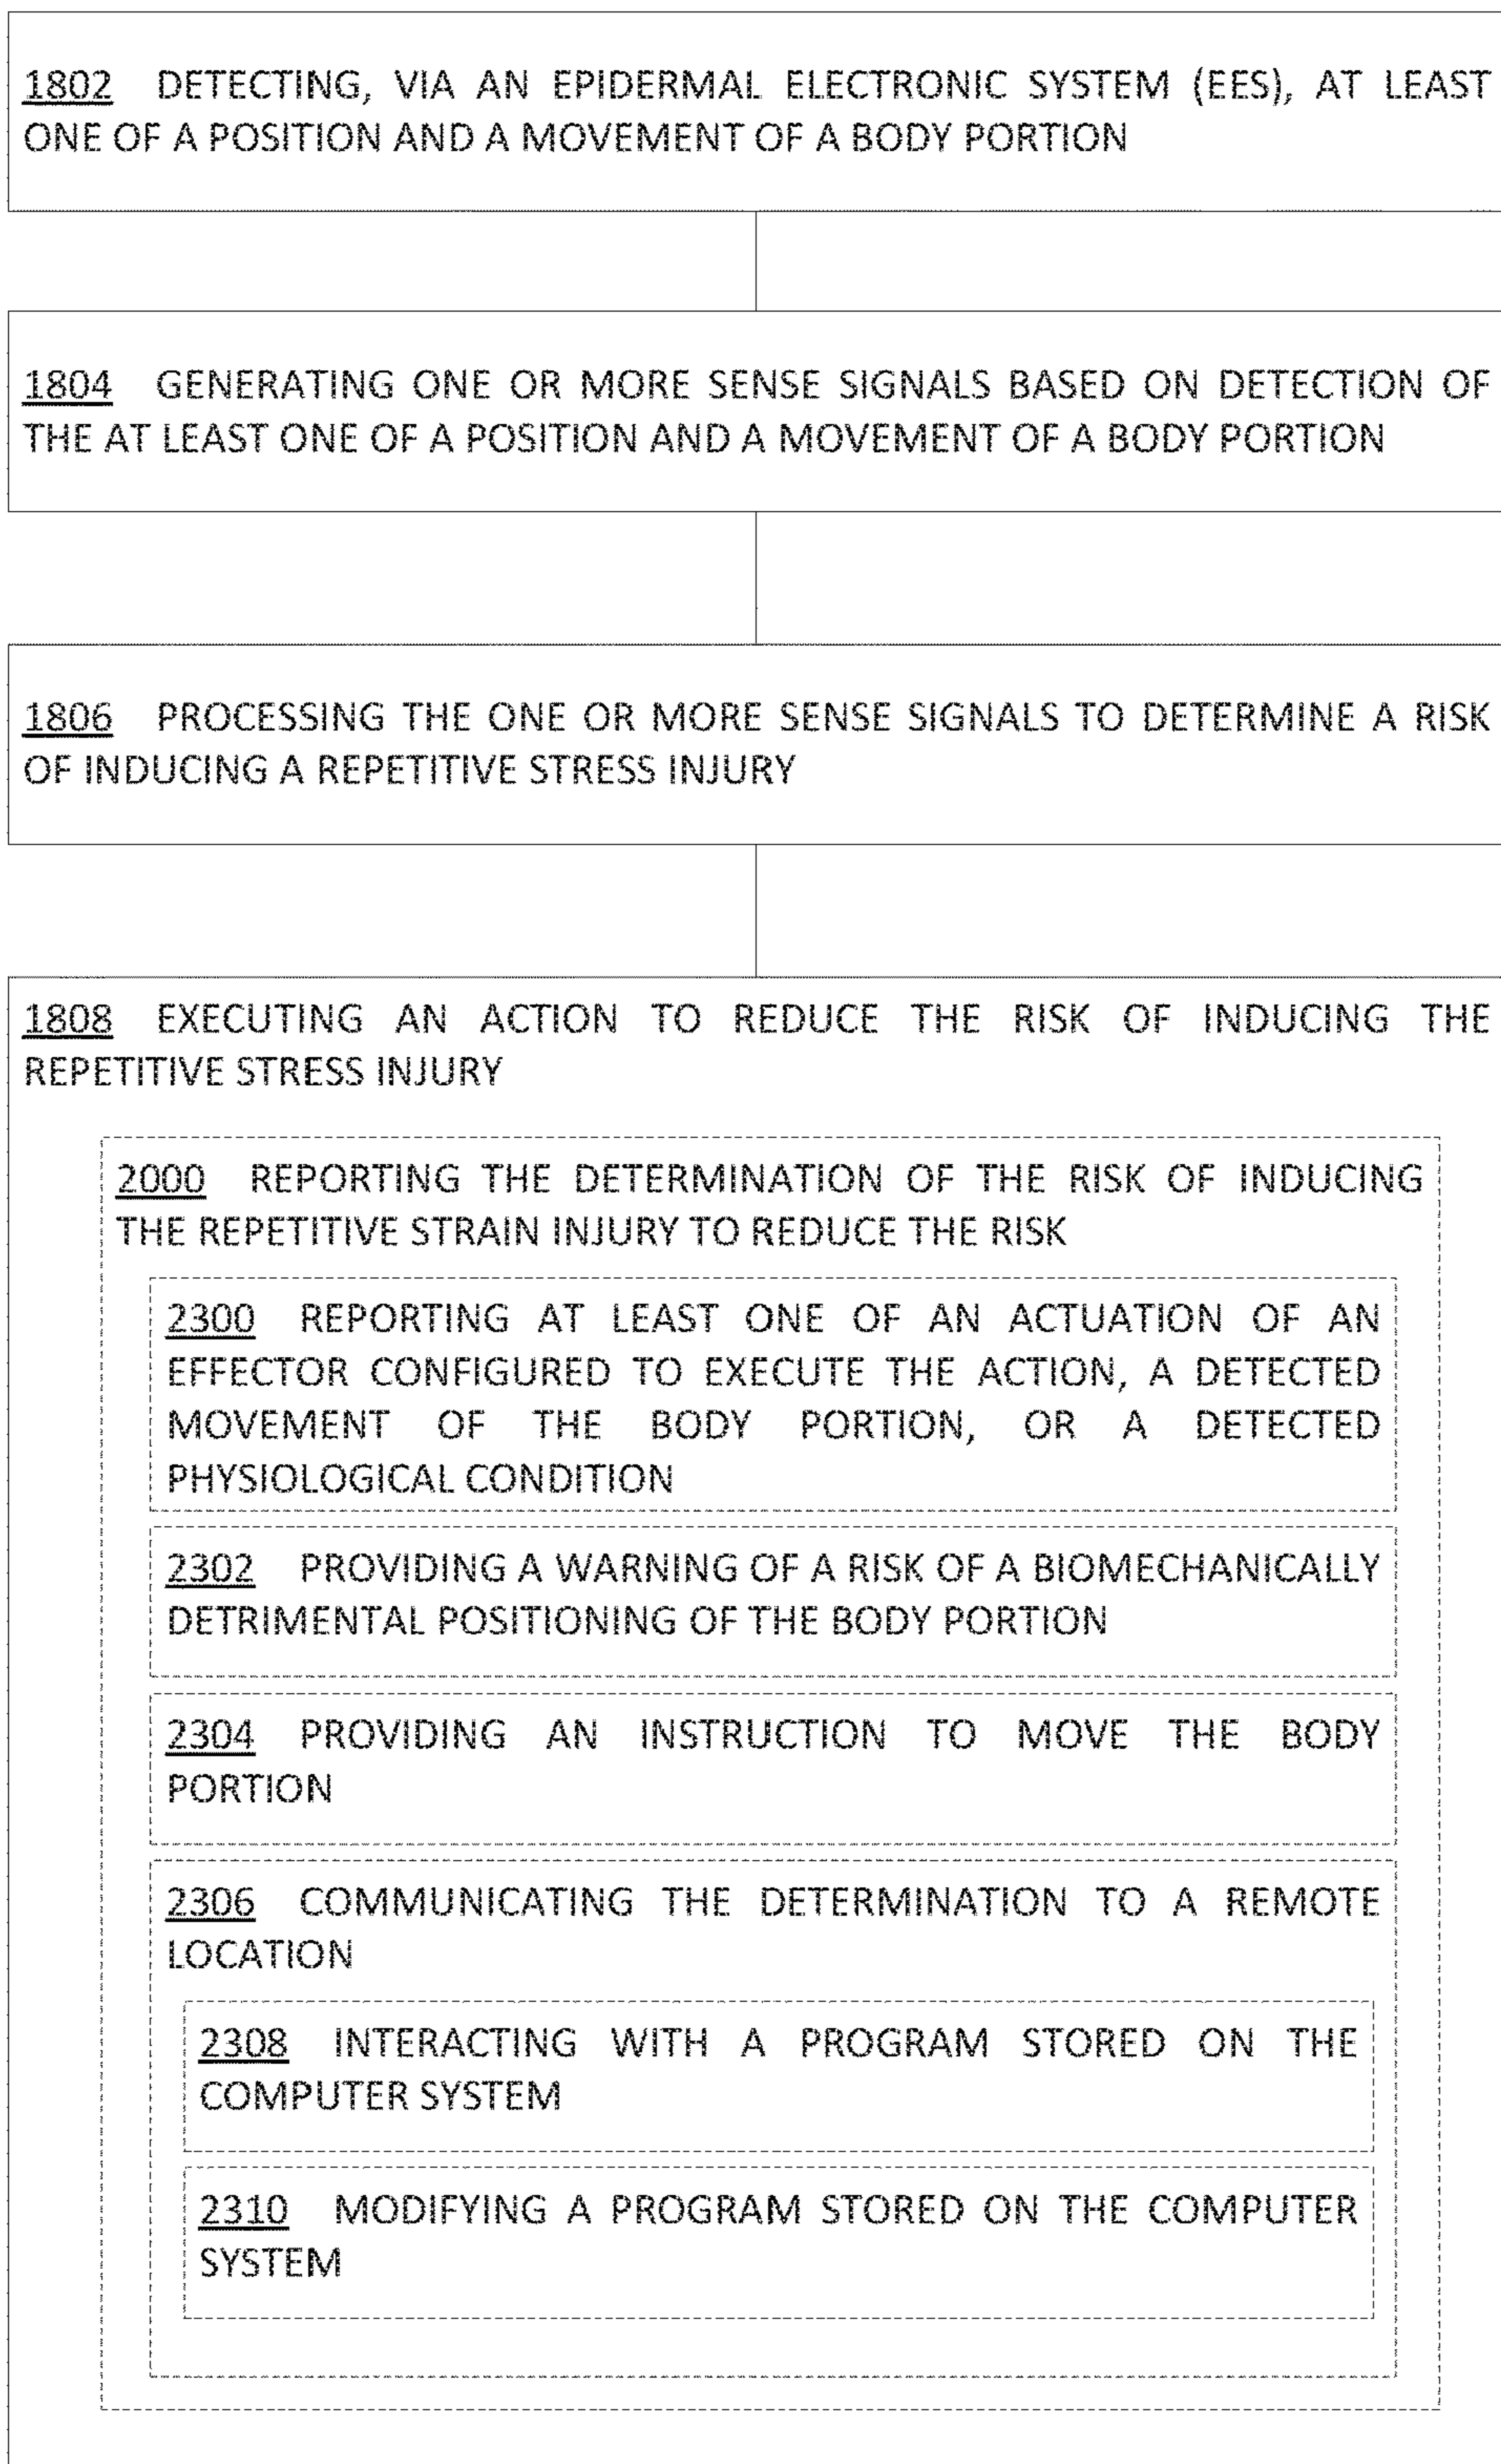 1802 DETECTING, VIA AN EPIDERMAL ELECTRONIC SYSTEM (EES), AT LEAST
ONE OF A POSITION AND A MOVEMENT OF A BODY PORTION
1804 GENERATING ONE OR MORE SENSE SIGNALS BASED ON DETECTION OF
THE AT LEAST ONE OF A POSITION AND A MOVEMENT OF A BODY PORTION
1806 PROCESSING THE ONE OR MORE SENSE SIGNALS TO DETERMINE A RISK
OF INDUCING A REPETITIVE STRESS INJURY
1808 EXECUTING AN ACTION TO REDUCE THE RISK OF INDUCING THE
REPETITIVE STRESS INJURY
2000 REPORTING THE DETERMINATION OF THE RISK OF INDUCING
THE REPETITIVE STRAIN INJURY TO REDUCE THE RISK
2300 REPORTING AT LEAST ONE OF AN ACTUATION OF AN
EFFECTOR CONFIGURED TO EXECUTE THE ACTION, A DETECTED
MOVEMENT OF THE BODY PORTION, OR A DETECTED
PHYSIOLOGICAL CONDITION
2302 PROVIDING A WARNING OF A RISK OF A BIOMECHANICALLY
DETRIMENTAL POSITIONING OF THE BODY PORTION
2304 PROVIDING AN INSTRUCTION TO MOVE THE BODY
PORTION
2306 COMMUNICATING THE DETERMINATION TO A REMOTE
LOCATION
2308 INTERACTING WITH A PROGRAM STORED ON THE
COMPUTER SYSTEM
2310 MODIFYING A PROGRAM STORED ON THE COMPUTER
SYSTEM